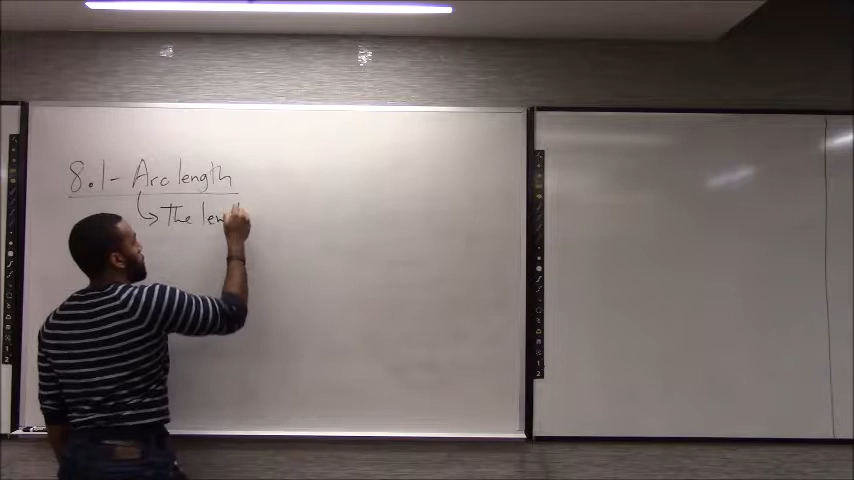 8.1 - Arc length
↳ The len